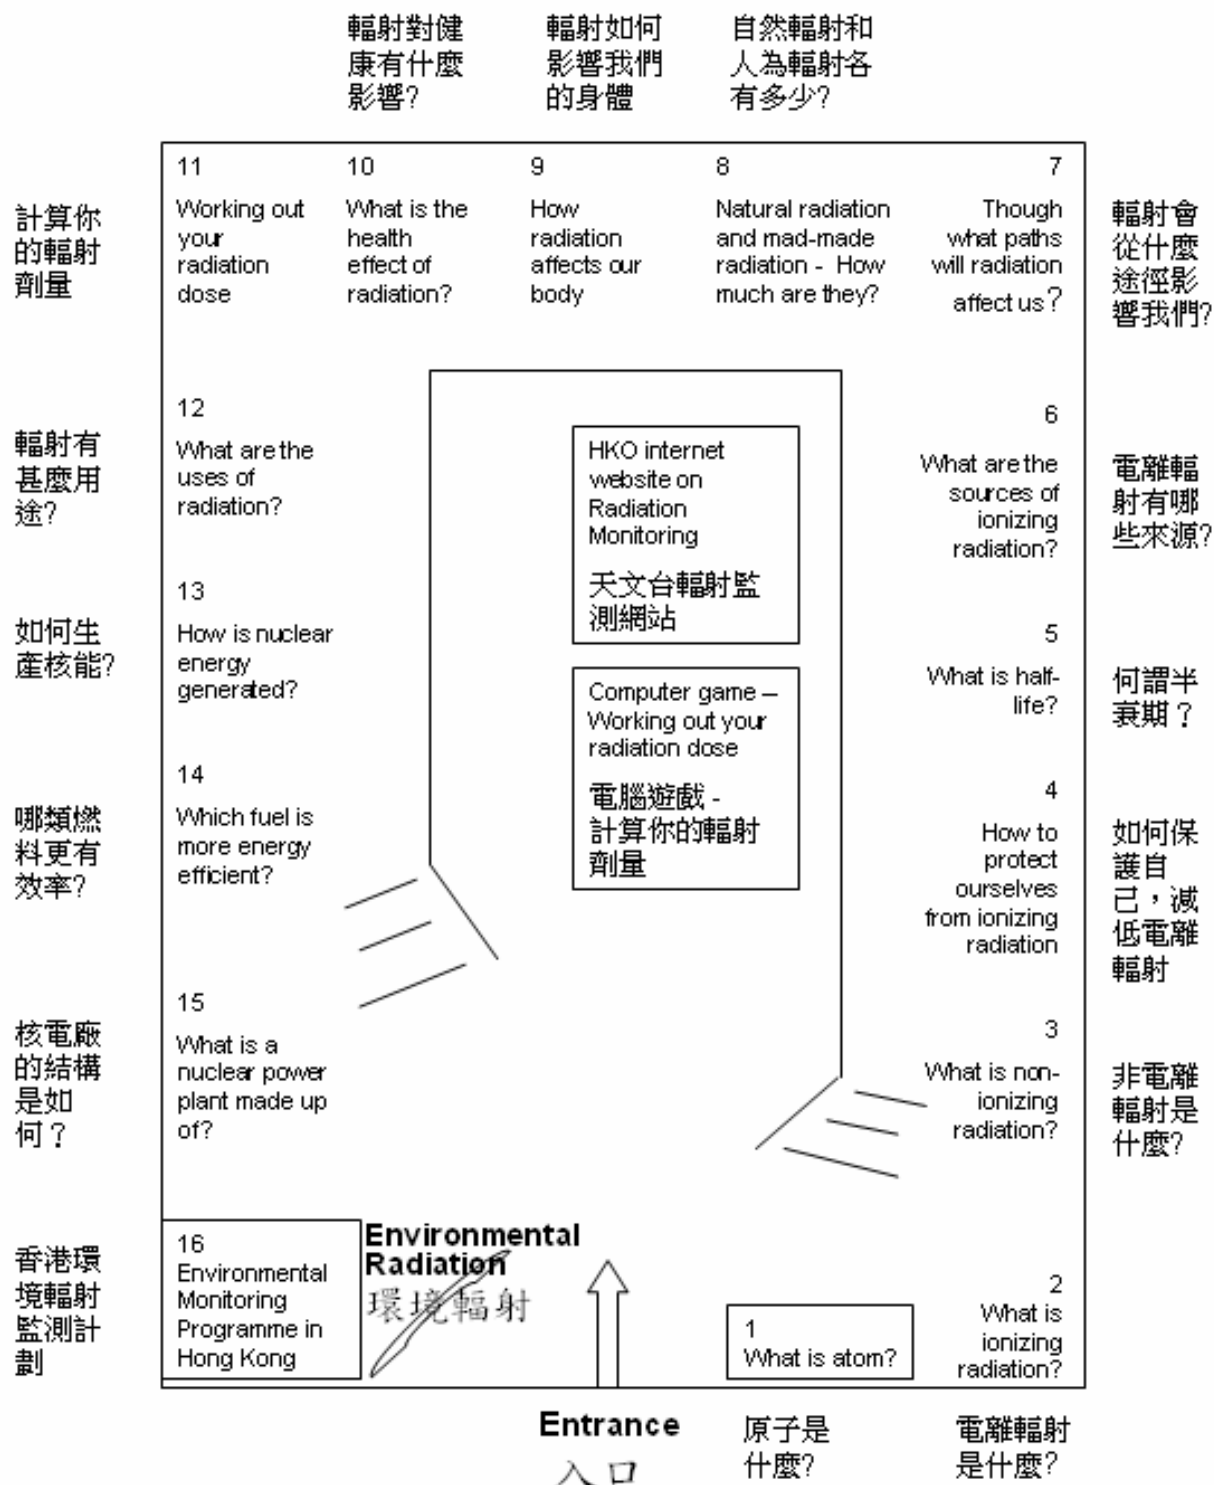 輻射對健
康有什麼
影響?
輻射如何
影響我們
的身體
自然輻射和
人為輻射各
有多少?
11
Working out
your
radiation
dose
10
What is the
health
effect of
radiation?
9
How
radiation
affects our
body
8
Natural radiation
and mad-made
radiation - How
much are they?
7
Though
what paths
will radiation
affect us?
計算你
的輻射
劑量
輻射會
從什麼
途徑影
響我們?
12
What are the
uses of
radiation?
輻射有
甚麼用
途?
HKO internet
website on
Radiation
Monitoring
天文台輻射監
測網站
6
What are the
sources of
ionizing
radiation?
電離輻
射有哪
些來源?
13
How is nuclear
energy
generated?
如何生
產核能?
Computer game –
Working out your
radiation dose
電腦遊戲 -
計算你的輻射
劑量
5
What is half-
life?
何謂半
衰期？
14
Which fuel is
more energy
efficient?
哪類燃
料更有
效率?
4
How to
protect
ourselves
from ionizing
radiation
如何保
護自
己，減
低電離
輻射
15
What is a
nuclear power
plant made up
of?
核電廠
的結構
是如
何？
3
What is non-
ionizing
radiation?
非電離
輻射是
什麼?
16
Environmental
Monitoring
Programme in
Hong Kong
香港環
境輻射
監測計
劃
Environmental
Radiation
環境輻射
1
What is atom?
2
What is
ionizing
radiation?
Entrance
入口
原子是
什麼?
電離輻射
是什麼?